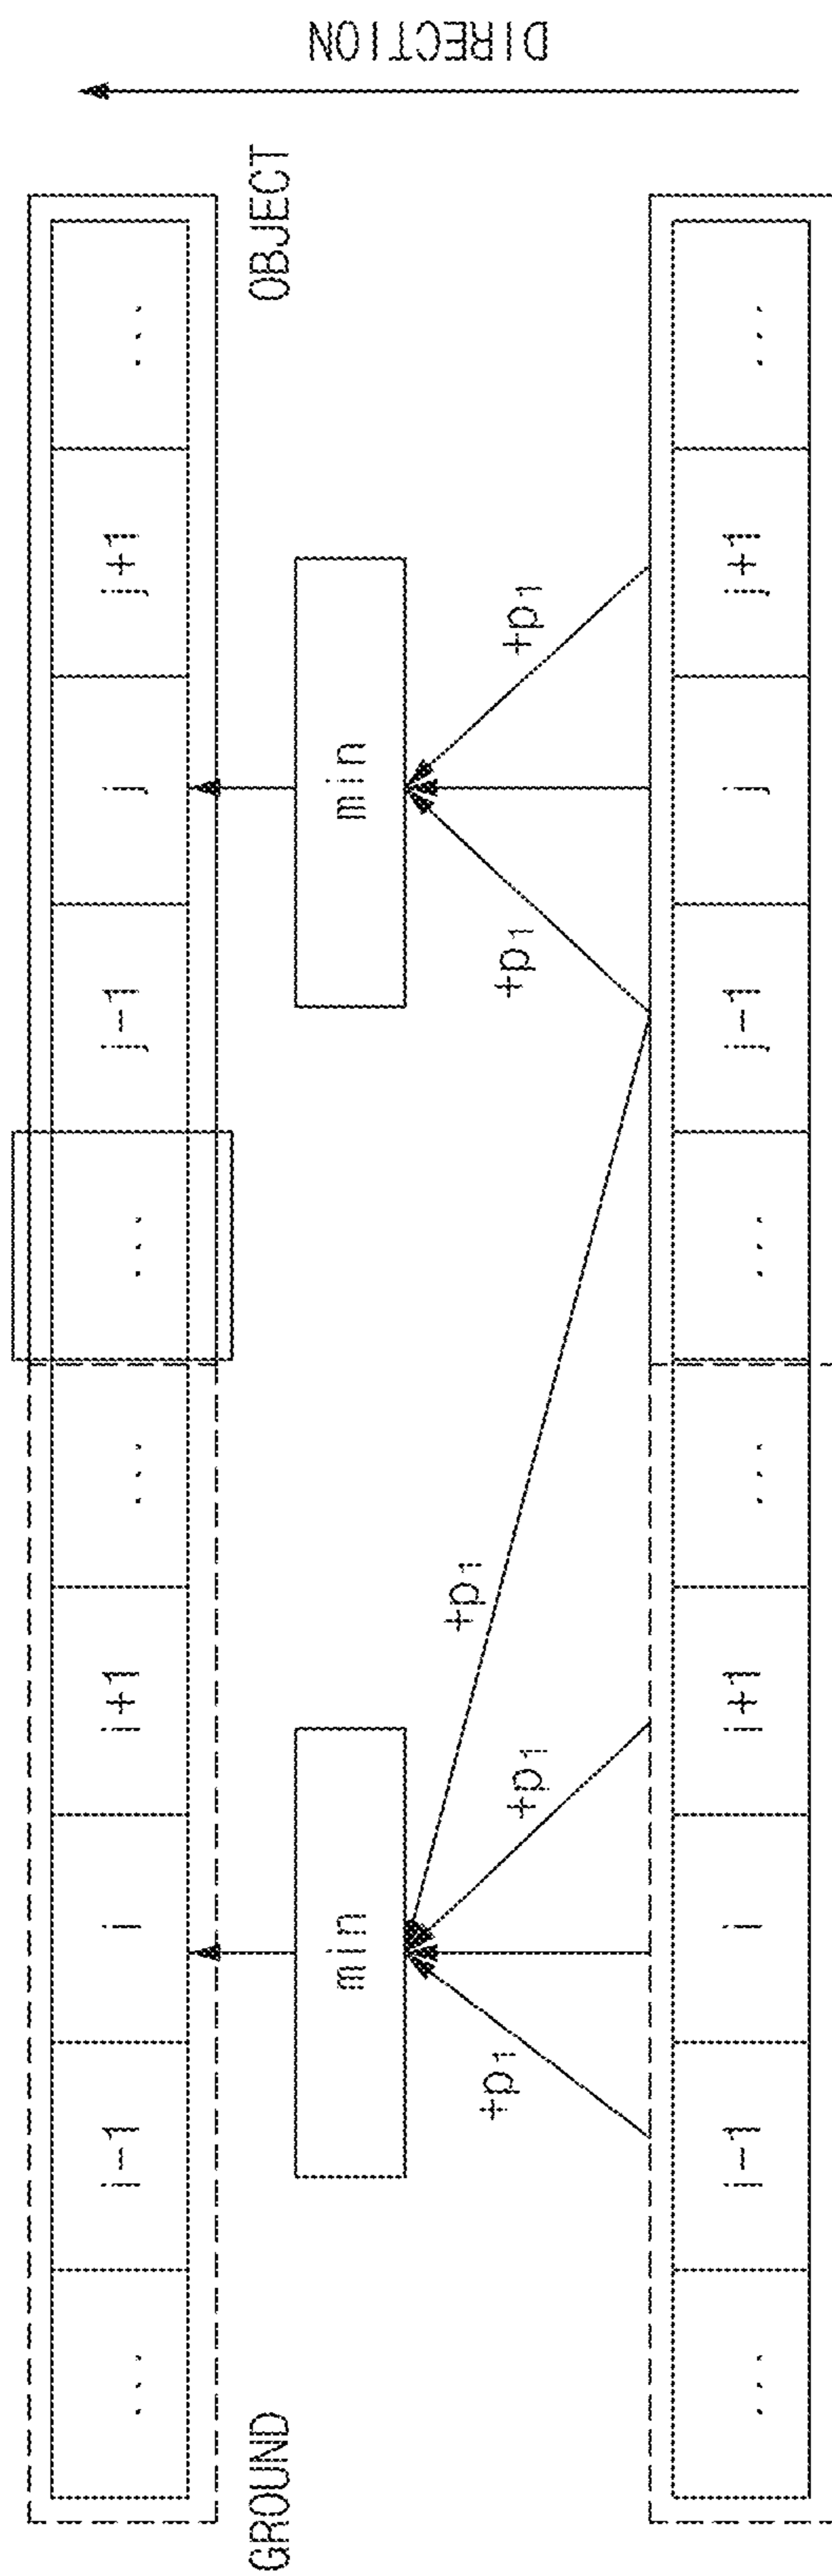 ... i-1 i i+1 ... ... j-1 j j+1 ...
GROUND OBJECT
DIRECTION
min min
+p₁ +p₁ +p₁ +p₁ +p₁
... i-1 i i+1 ... ... j-1 j j+1 ...